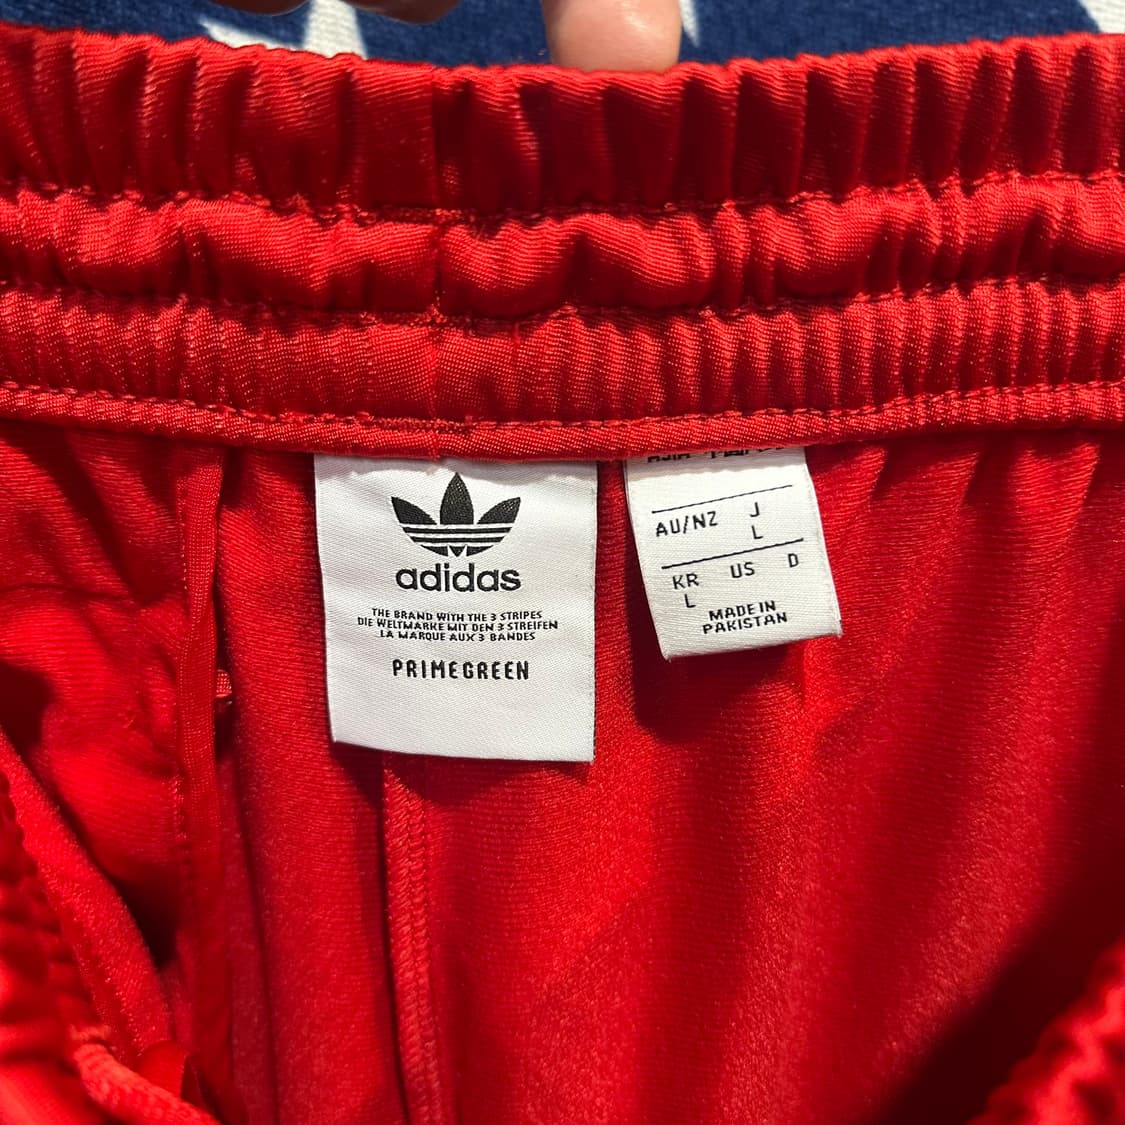 adidas
THE BRAND WITH THE 3 STRIPES
DIE WELTMARKE MIT DEN 3 STREIFEN
LA MARQUE AUX 3 BANDES
PRIMEGREEN
AU/NZ J
L
KR US D
L
MADE IN
PAKISTAN